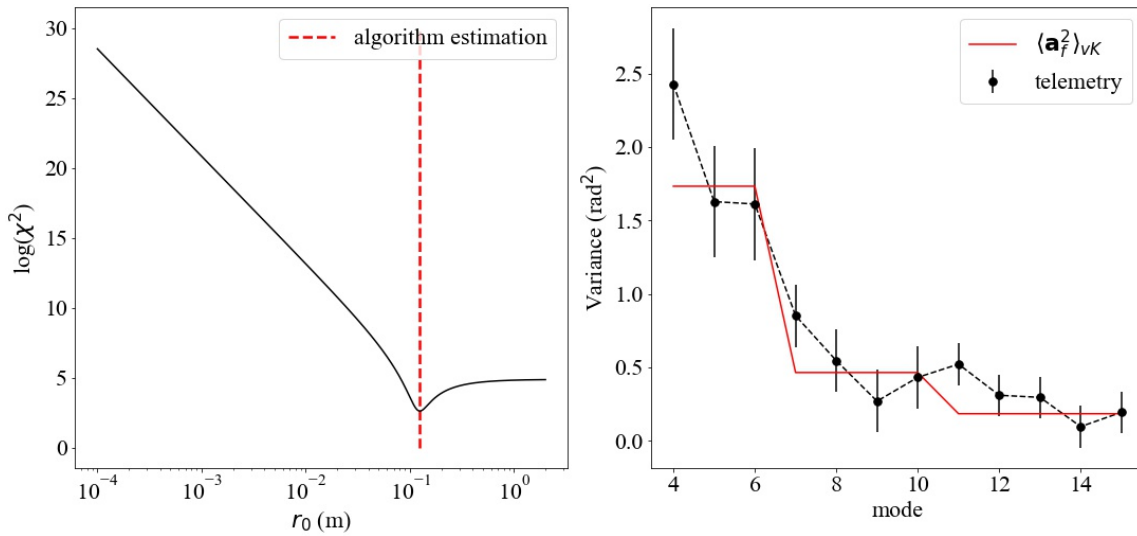 30
25
20
15
10
5
0
log(χ²)
10⁻⁴ 10⁻³ 10⁻² 10⁻¹ 10⁰
r₀ (m)
algorithm estimation
2.5
2.0
1.5
1.0
0.5
0.0
Variance (rad²)
4 6 8 10 12 14
mode
⟨a_f²⟩_vK
telemetry